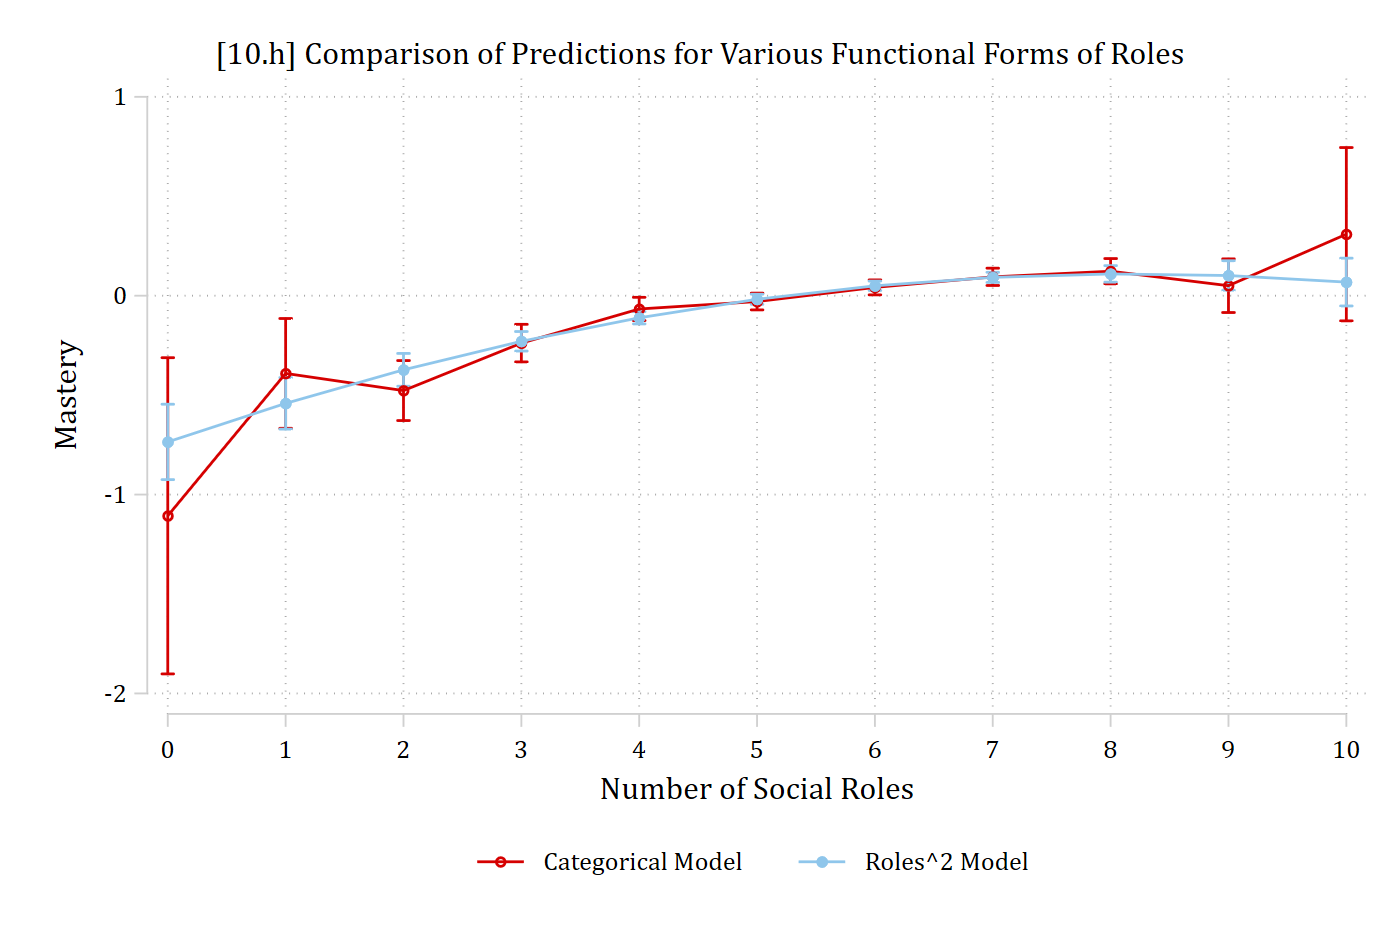 [10.h] Comparison of Predictions for Various Functional Forms of Roles
1
0
-1
-2
Mastery
0 1 2 3 4 5 6 7 8 9 10
Number of Social Roles
Categorical Model Roles^2 Model